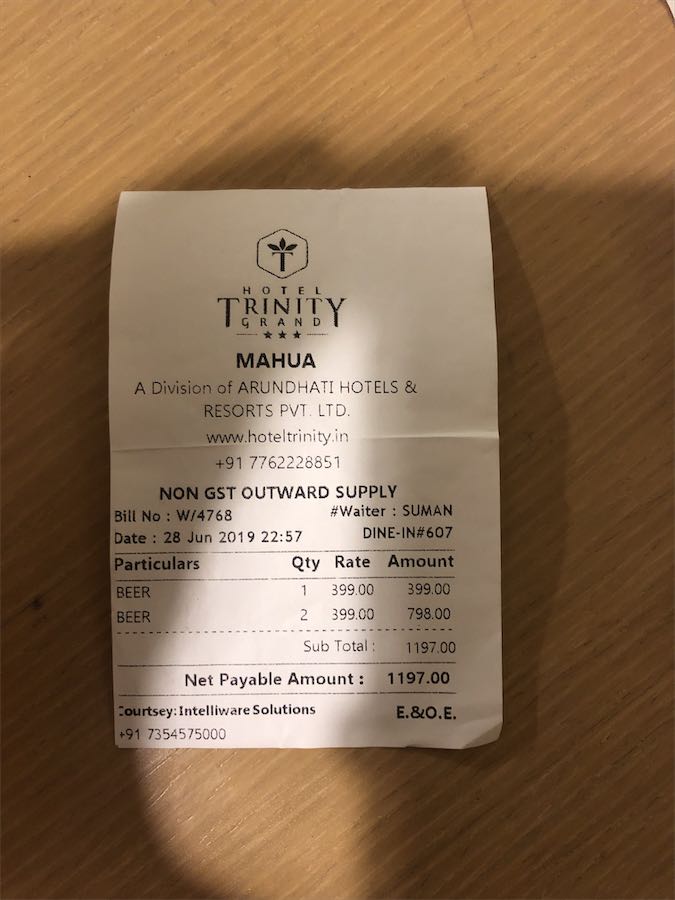 T
HOTEL
TRINITY
GRAND
MAHUA
A Division of ARUNDHATI HOTELS &
RESORTS PVT. LTD.
www.hoteltrinity.in
+91 7762228851
NON GST OUTWARD SUPPLY
Bill No : W/4768 #Waiter : SUMAN
Date : 28 Jun 2019 22:57 DINE-IN#607
Particulars Qty Rate Amount
BEER 1 399.00 399.00
BEER 2 399.00 798.00
Sub Total : 1197.00
Net Payable Amount : 1197.00
Courtsey: Intelliware Solutions E.&O.E.
+91 7354575000